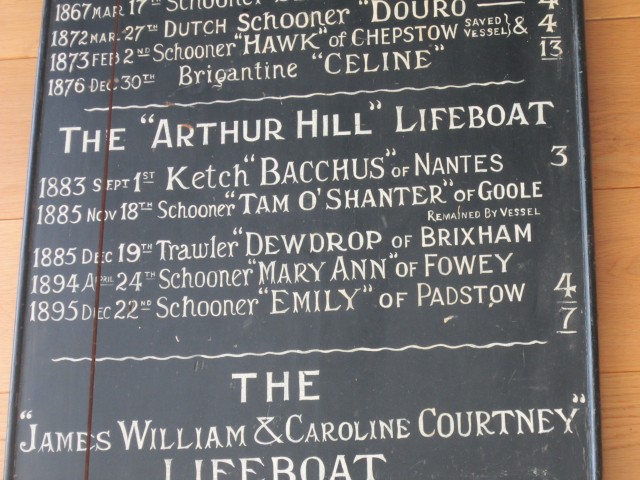 1867 MAR 17TH Schooner
1872 MAR. 27TH DUTCH SCHOONER "DOURO — 4
1873 FEB 2ND Schooner "HAWK" of CHEPSTOW SAVED VESSEL } & 4
13
1876 DEC 30TH Brigantine "CELINE"
THE "ARTHUR HILL" LIFEBOAT
1883 SEPT 1ST Ketch "BACCHUS" OF NANTES 3
1885 NOV 18TH Schooner "TAM O'SHANTER" OF GOOLE
REMAINED BY VESSEL
1885 DEC 19TH Trawler "DEWDROP OF BRIXHAM
1894 APRIL 24TH SCHOONER "MARY ANN" OF FOWEY
1895 DEC 22ND SCHOONER "EMILY" OF PADSTOW 4
7
THE
"JAMES WILLIAM & CAROLINE COURTNEY"
LIFEBOAT